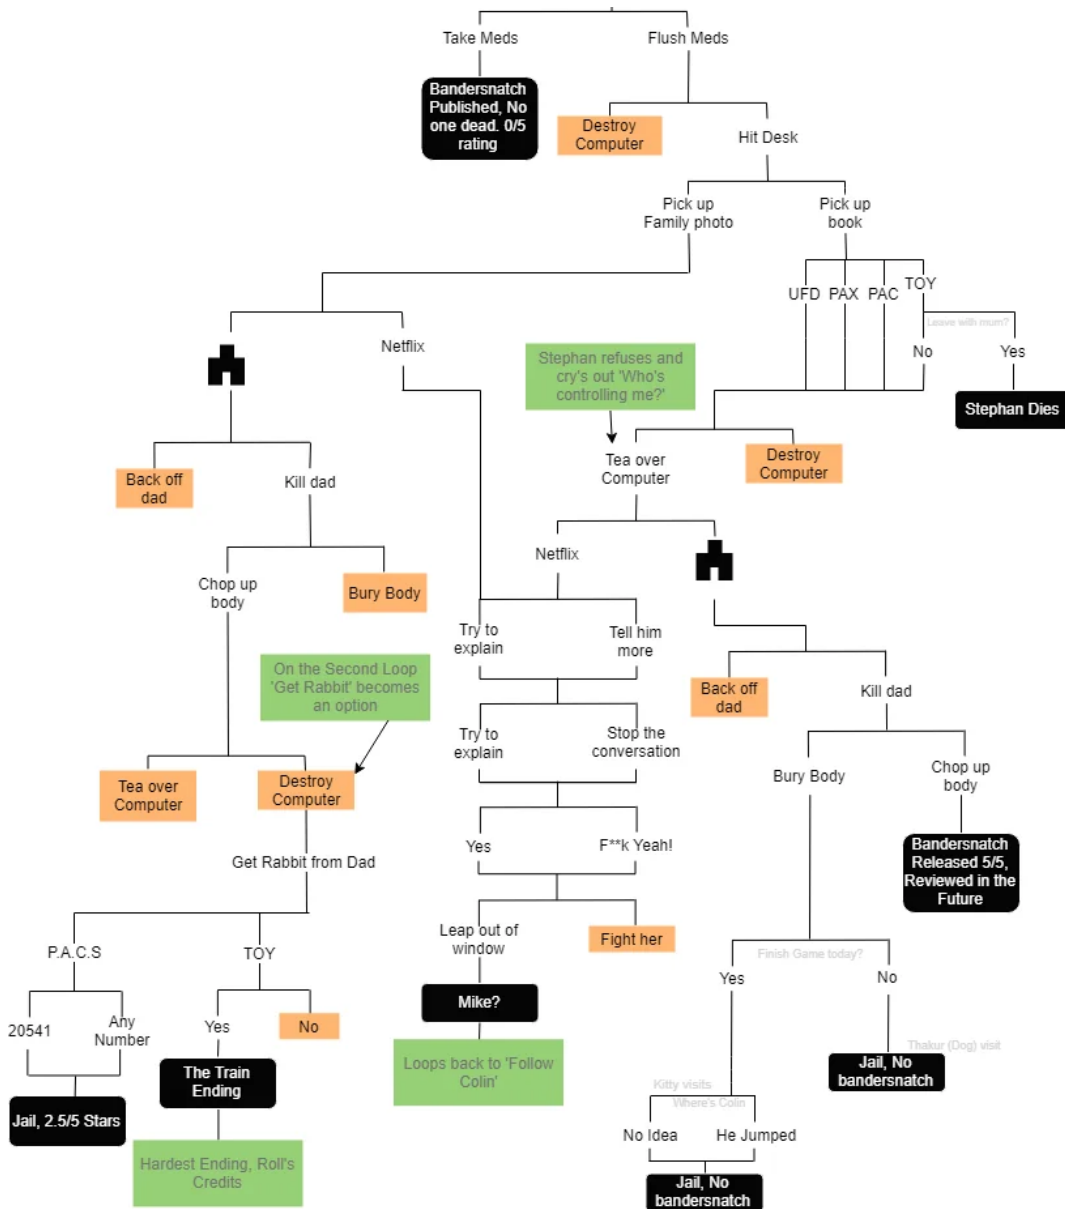 Take Meds
Flush Meds
Bandersnatch
Published, No
one dead. 0/5
rating
Destroy
Computer
Hit Desk
Pick up
Family photo
Pick up
book
UFD
PAX
PAC
TOY
Leave with mum?
Netflix
No
Yes
Stephan refuses and
cry's out 'Who's
controlling me?'
Stephan Dies
Tea over
Computer
Destroy
Computer
Back off
dad
Kill dad
Netflix
Chop up
body
Bury Body
Try to
explain
Tell him
more
On the Second Loop
'Get Rabbit' becomes
an option
Back off
dad
Kill dad
Try to
explain
Stop the
conversation
Tea over
Computer
Destroy
Computer
Bury Body
Chop up
body
Yes
F**k Yeah!
Bandersnatch
Released 5/5,
Reviewed in the
Future
Get Rabbit from Dad
Leap out of
window
Fight her
P.A.C.S
TOY
Finish Game today?
Yes
No
Mike?
20541
Any
Number
Yes
No
Loops back to 'Follow
Colin'
Thakur (Dog) visit
Jail, No
bandersnatch
The Train
Ending
Kitty visits
Where's Colin
Jail, 2.5/5 Stars
No Idea
He Jumped
Hardest Ending, Roll's
Credits
Jail, No
bandersnatch